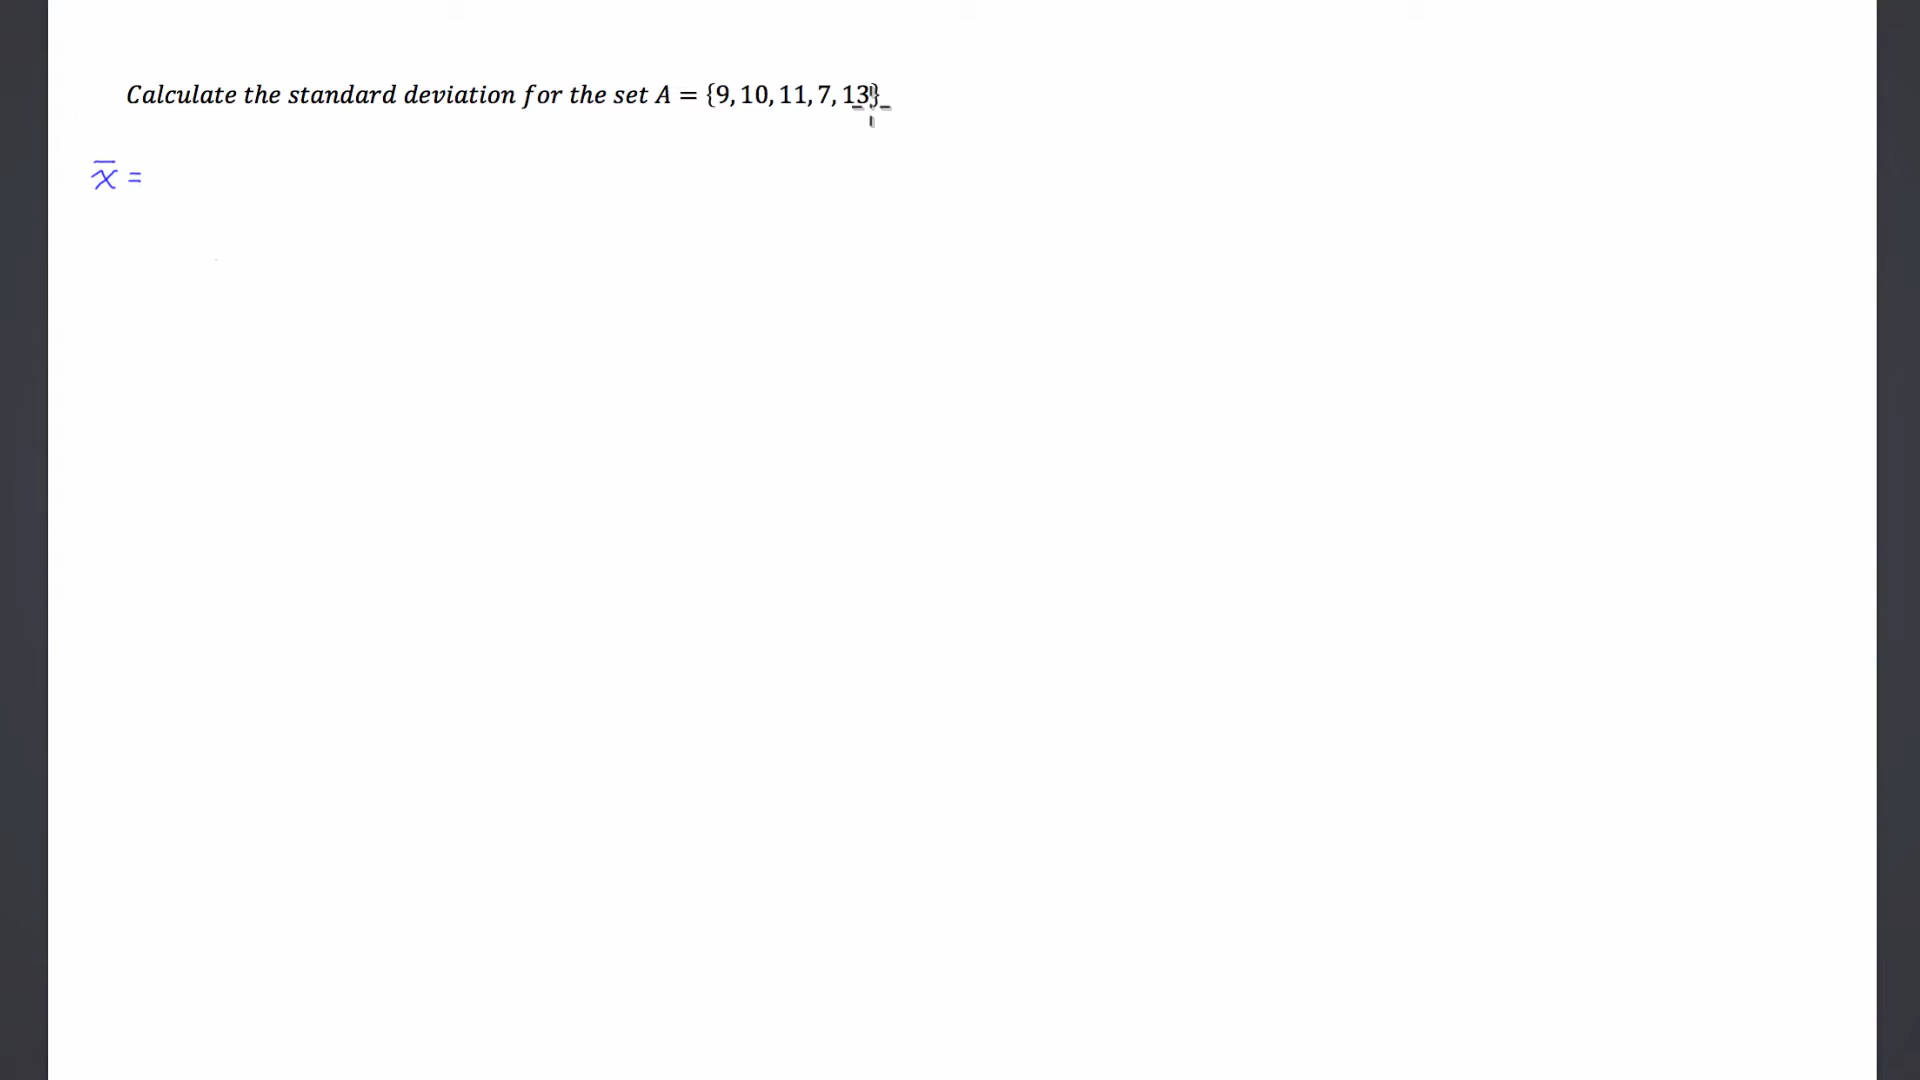 Calculate the standard deviation for the set A = {9, 10, 11, 7, 13}
x̅ =